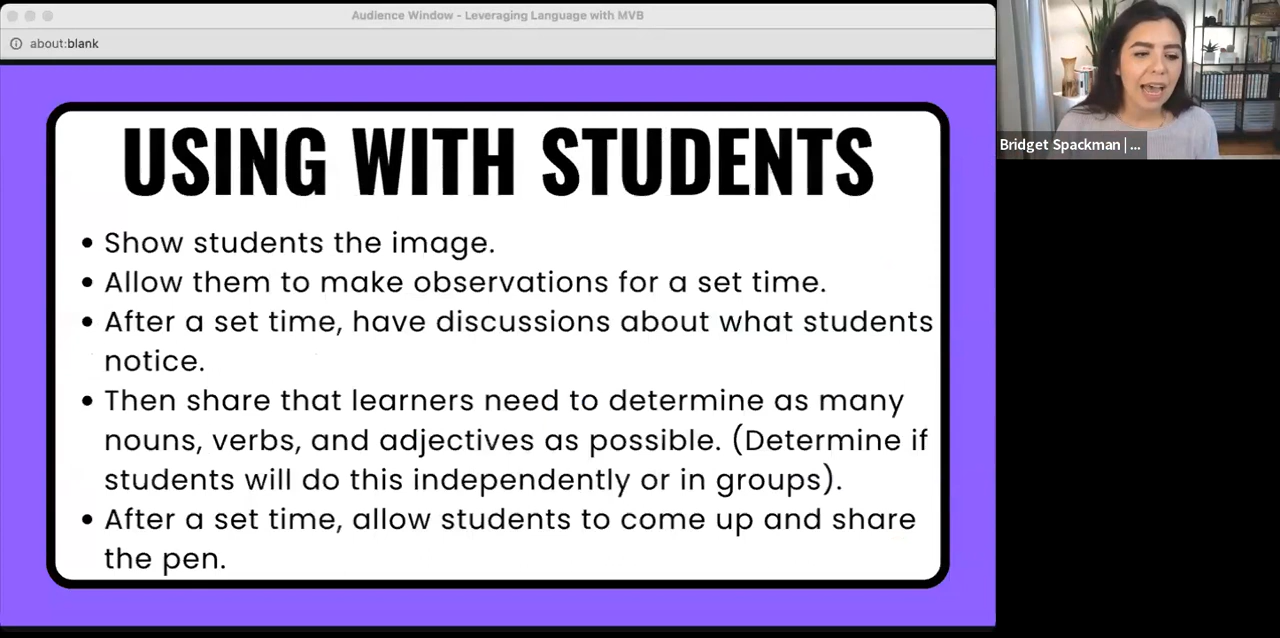 Audience Window - Leveraging Language with MVB
about:blank
USING WITH STUDENTS
• Show students the image.
• Allow them to make observations for a set time.
• After a set time, have discussions about what students
notice.
• Then share that learners need to determine as many
nouns, verbs, and adjectives as possible. (Determine if
students will do this independently or in groups).
• After a set time, allow students to come up and share
the pen.
Bridget Spackman | ...